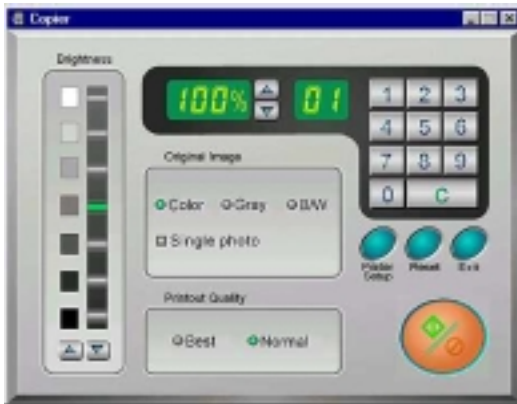 Copier
Brightness
100% 01
1 2 3
4 5 6
7 8 9
0 C
Original Image
Color Gray B/W
Single photo
Printer Setup
Reset
Exit
Printout Quality
Best Normal